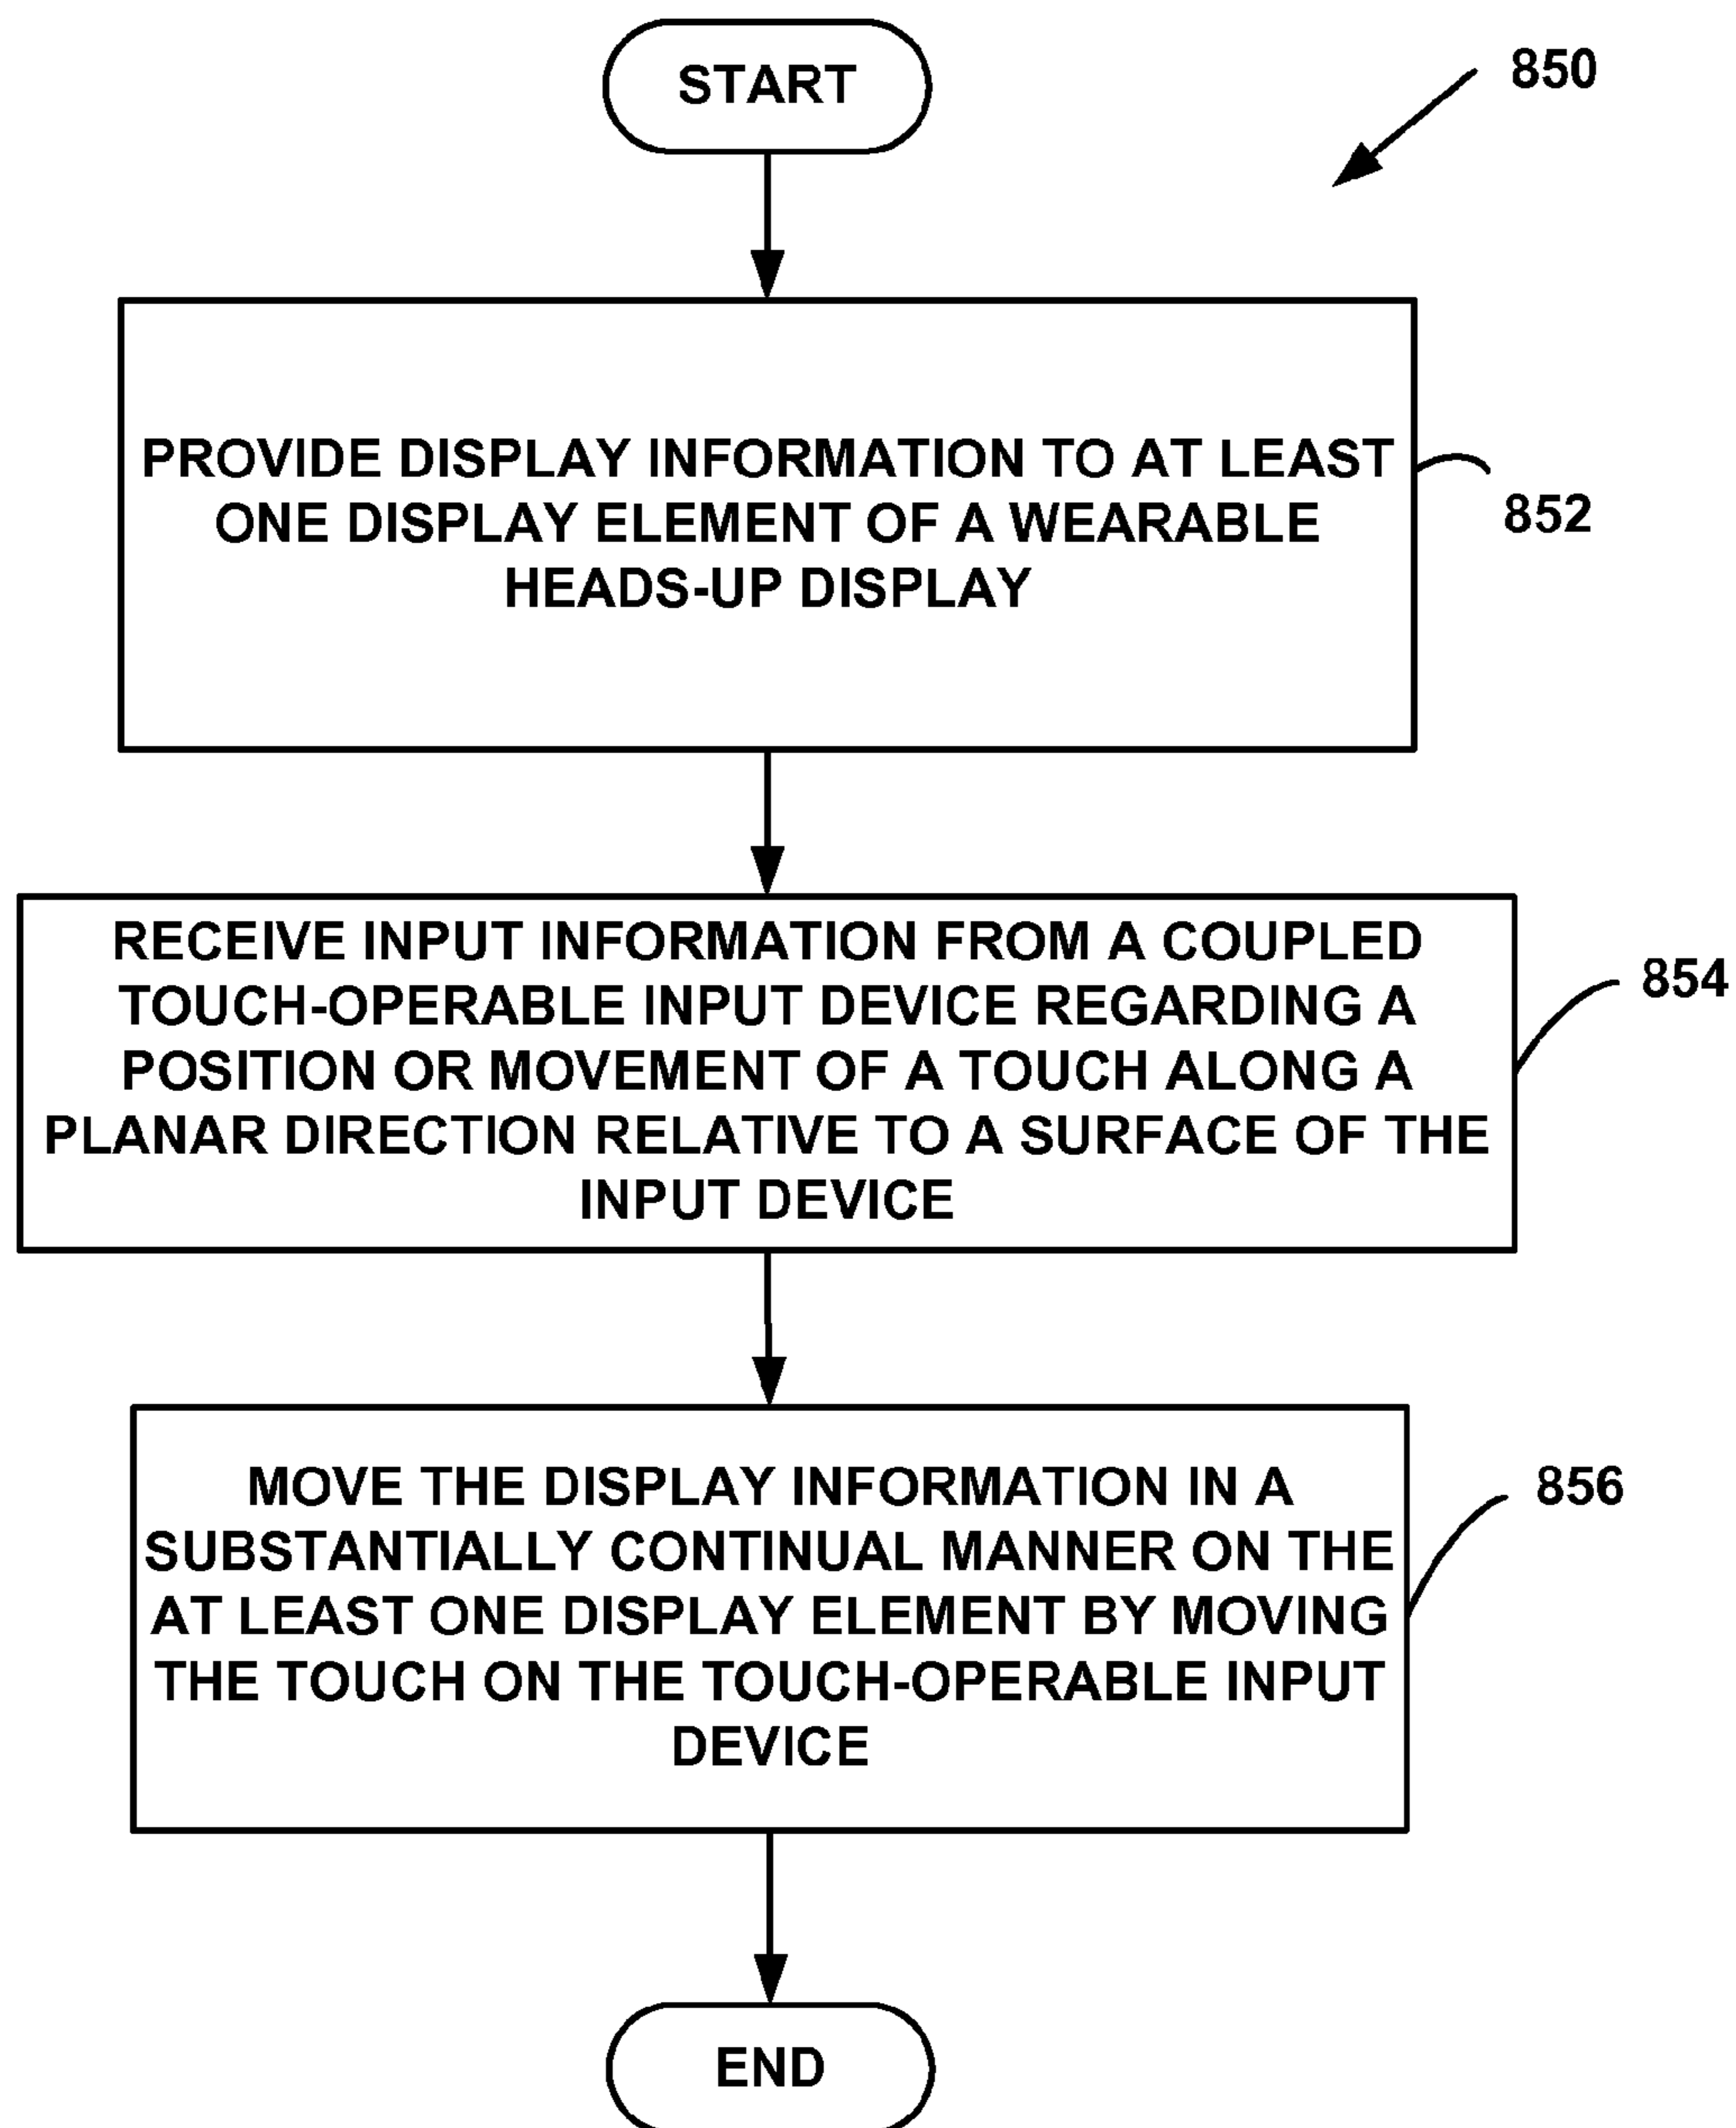 START
850
PROVIDE DISPLAY INFORMATION TO AT LEAST
ONE DISPLAY ELEMENT OF A WEARABLE
HEADS-UP DISPLAY
852
RECEIVE INPUT INFORMATION FROM A COUPLED
TOUCH-OPERABLE INPUT DEVICE REGARDING A
POSITION OR MOVEMENT OF A TOUCH ALONG A
PLANAR DIRECTION RELATIVE TO A SURFACE OF THE
INPUT DEVICE
854
MOVE THE DISPLAY INFORMATION IN A
SUBSTANTIALLY CONTINUAL MANNER ON THE
AT LEAST ONE DISPLAY ELEMENT BY MOVING
THE TOUCH ON THE TOUCH-OPERABLE INPUT
DEVICE
856
END